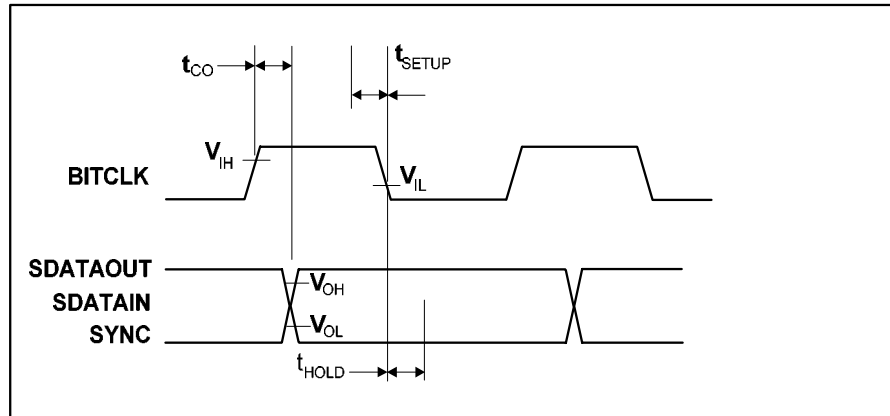 tCO
tSETUP
VIH
BITCLK
VIL
SDATAOUT
VOH
SDATAIN
VOL
SYNC
tHOLD